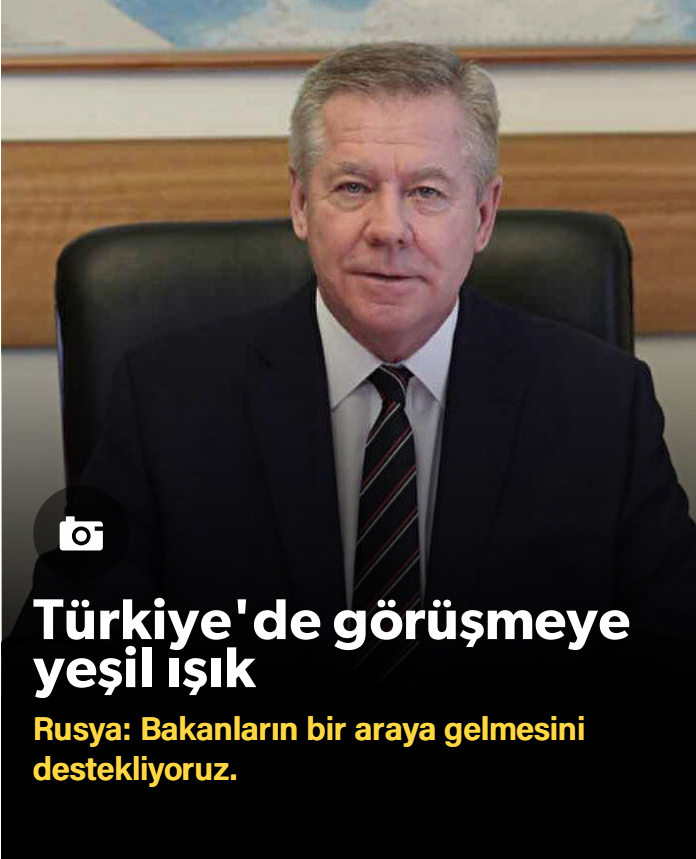 Türkiye'de görüşmeye
yeşil ışık
Rusya: Bakanların bir araya gelmesini
destekliyoruz.